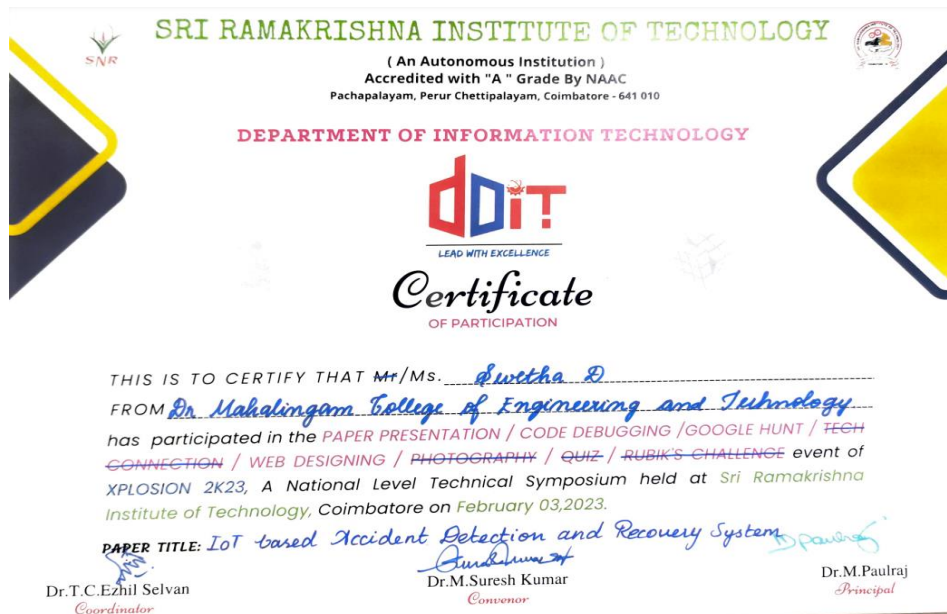 SRI RAMAKRISHNA INSTITUTE OF TECHNOLOGY
SNR
( An Autonomous Institution )
Accredited with "A " Grade By NAAC
Pachapalayam, Perur Chettipalayam, Coimbatore - 641 010
DEPARTMENT OF INFORMATION TECHNOLOGY
DDIT
LEAD WITH EXCELLENCE
Certificate
OF PARTICIPATION
THIS IS TO CERTIFY THAT Mr/Ms. Swetha D
FROM Dr Mahalingam College of Engineering and Technology
has participated in the PAPER PRESENTATION / CODE DEBUGGING /GOOGLE HUNT / TECH
CONNECTION / WEB DESIGNING / PHOTOGRAPHY / QUIZ / RUBIK'S CHALLENGE event of
XPLOSION 2K23, A National Level Technical Symposium held at Sri Ramakrishna
Institute of Technology, Coimbatore on February 03,2023.
PAPER TITLE: IoT based Accident Detection and Recovery System
D Paulraj
Dr.T.C.Ezhil Selvan
Coordinator
Dr.M.Suresh Kumar
Convenor
Dr.M.Paulraj
Principal